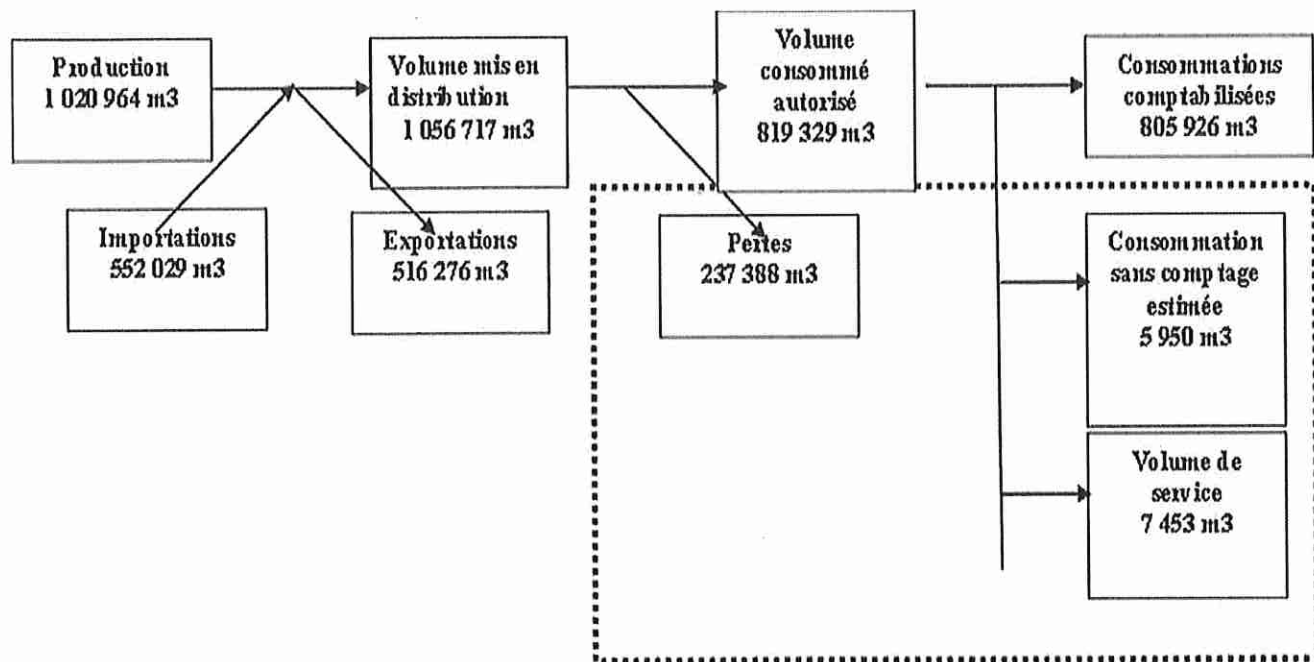 Production
1 020 964 m3
Volume mis en
distribution
1 056 717 m3
Volume
consommé
autorisé
819 329 m3
Consommations
comptabilisées
805 926 m3
Importations
552 029 m3
Exportations
516 276 m3
Pertes
237 388 m3
Consommation
sans comptage
estimée
5 950 m3
Volume de
service
7 453 m3